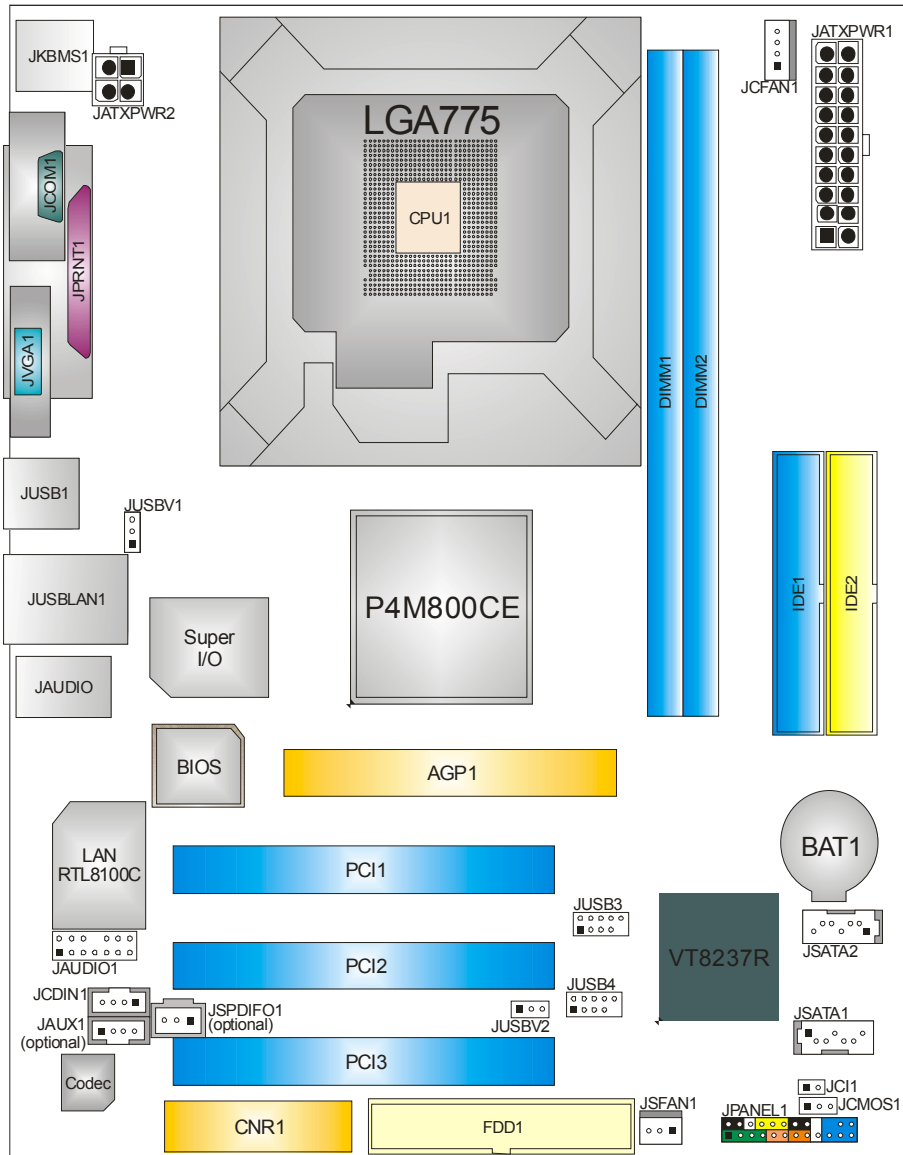 JKBMS1
JATXPWR2
LGA775
CPU1
JCFAN1
JATXPWR1
JCOM1
JPRNT1
JVGA1
DIMM1
DIMM2
JUSB1
JUSBV1
IDE1
IDE2
JUSBLAN1
Super
I/O
P4M800CE
JAUDIO
BIOS
AGP1
LAN
RTL8100C
PCI1
BAT1
JUSB3
JAUDIO1
PCI2
VT8237R
JSATA2
JCDIN1
JAUX1
(optional)
JSPDIFO1
(optional)
JUSB4
JUSBV2
JSATA1
Codec
PCI3
JCI1
JCMOS1
CNR1
FDD1
JSFAN1
JPANEL1